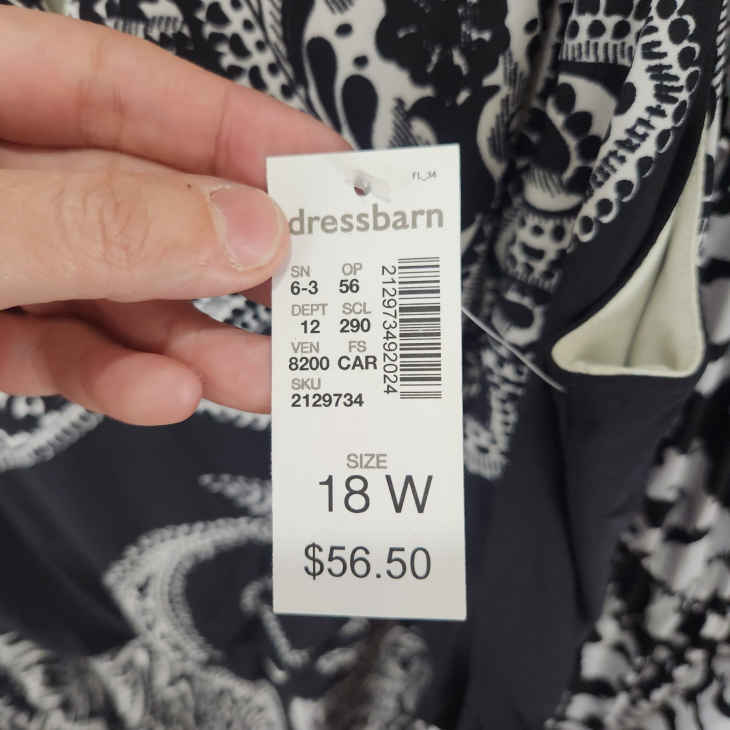 FL_34
dressbarn
SN OP
6-3 56
DEPT SCL
12 290
VEN FS
8200 CAR
SKU
2129734
212973492024
SIZE
18 W
$56.50